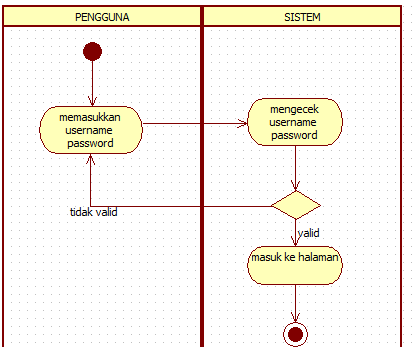 PENGGUNA
SISTEM
memasukkan
username
password
mengecek
username
password
tidak valid
valid
masuk ke halaman